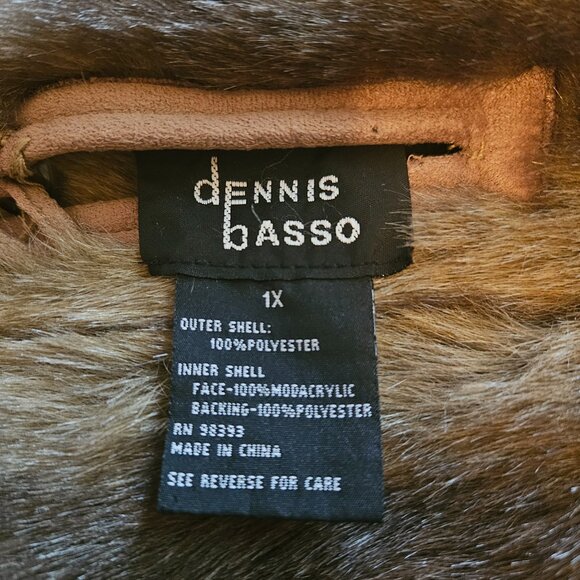 dENNIS
bASSO
1X
OUTER SHELL:
100%POLYESTER
INNER SHELL
FACE-100%MODACRYLIC
BACKING-100%POLYESTER
RN 98393
MADE IN CHINA
SEE REVERSE FOR CARE